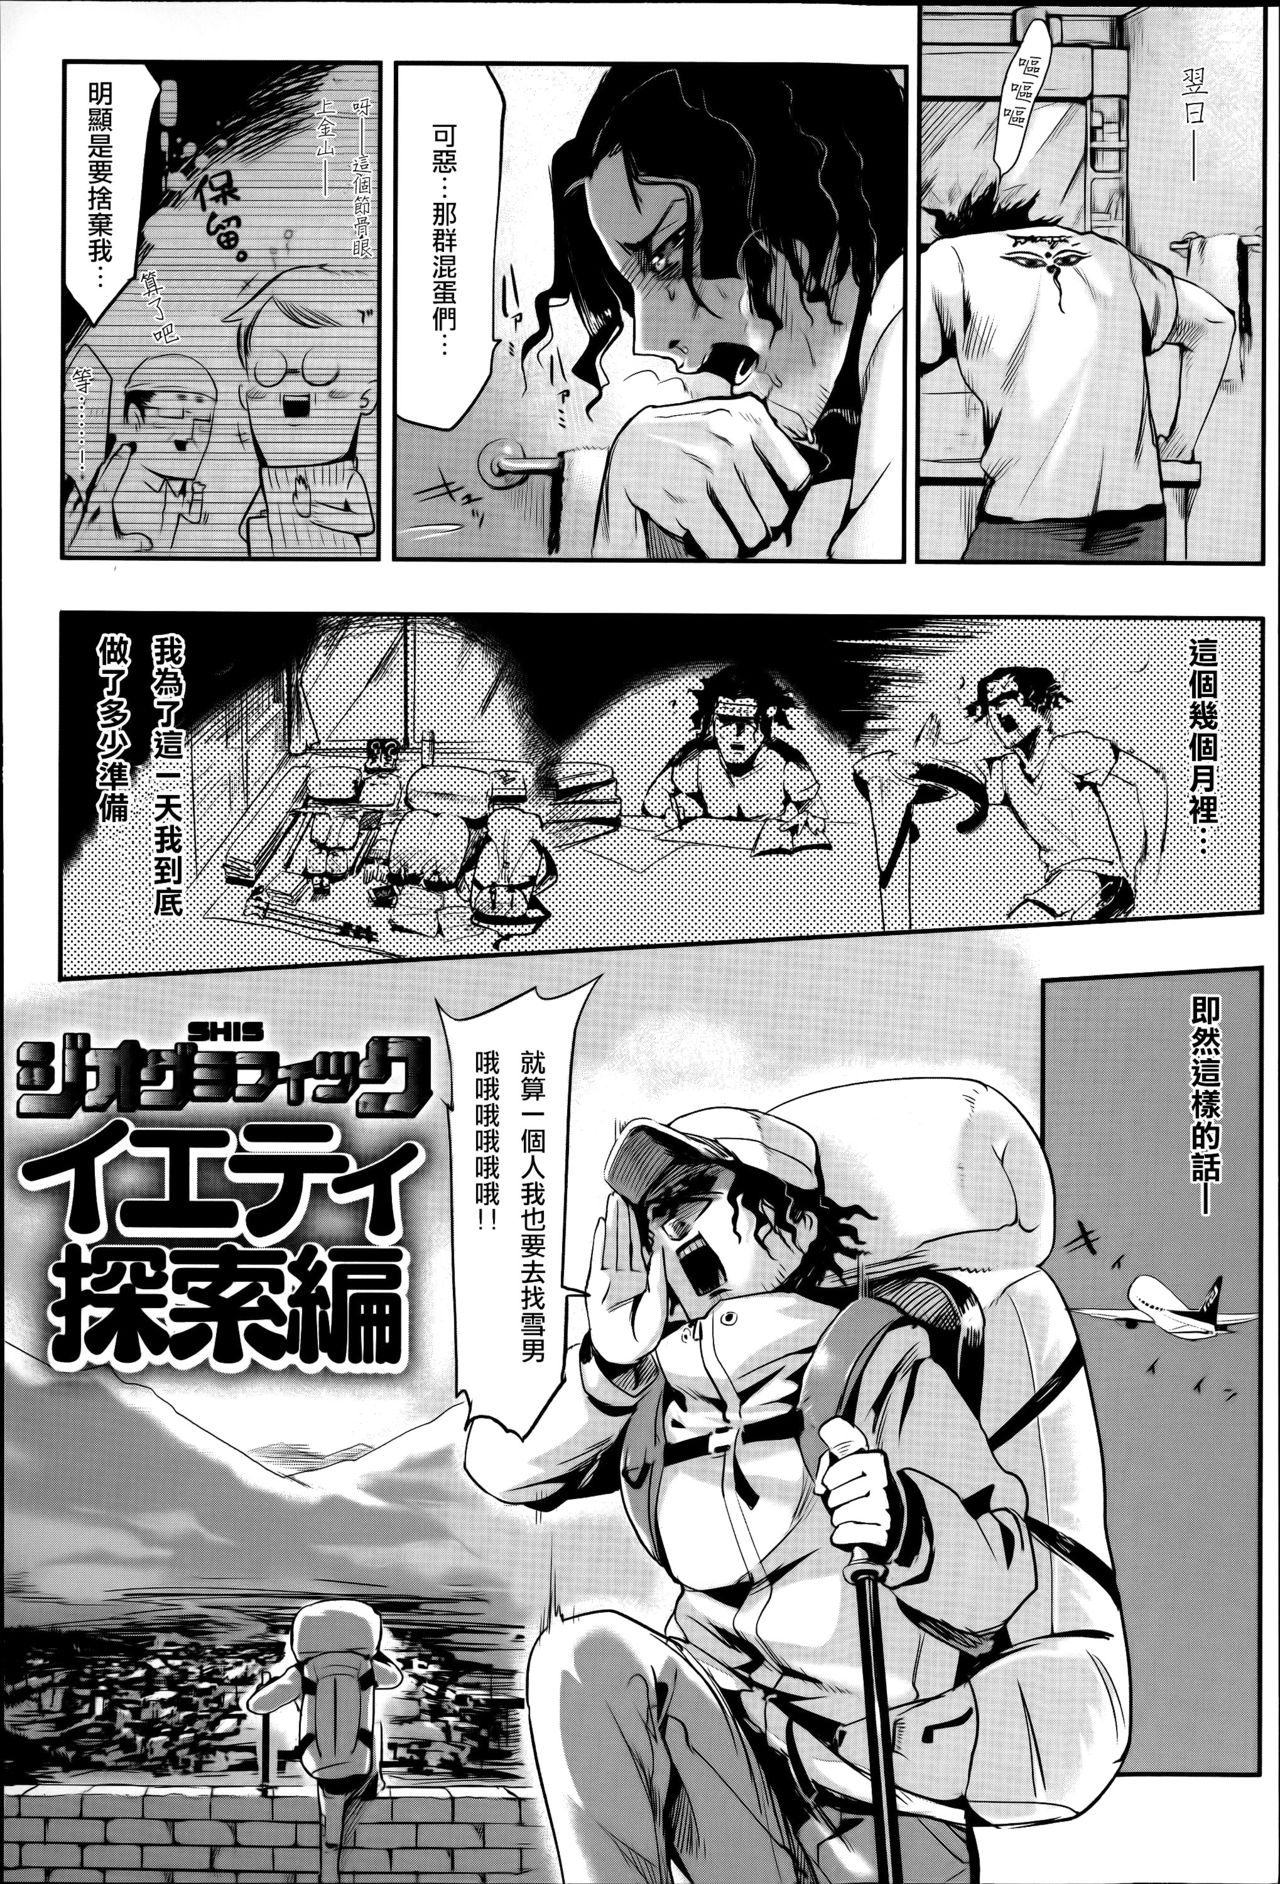 翌日──
嘔嘔嘔
可惡…那群混蛋們…
呀──這個節骨眼
上金山──
保留。
算了吧
等………！
明顯是要捨棄我…
這個幾個月裡…
我為了這一天我到底
做了多少準備
即然這樣的話──
就算一個人我也要去找雪男
哦哦哦哦哦哦!!
SHIS
ジオグラフィック
イエティ
探索編